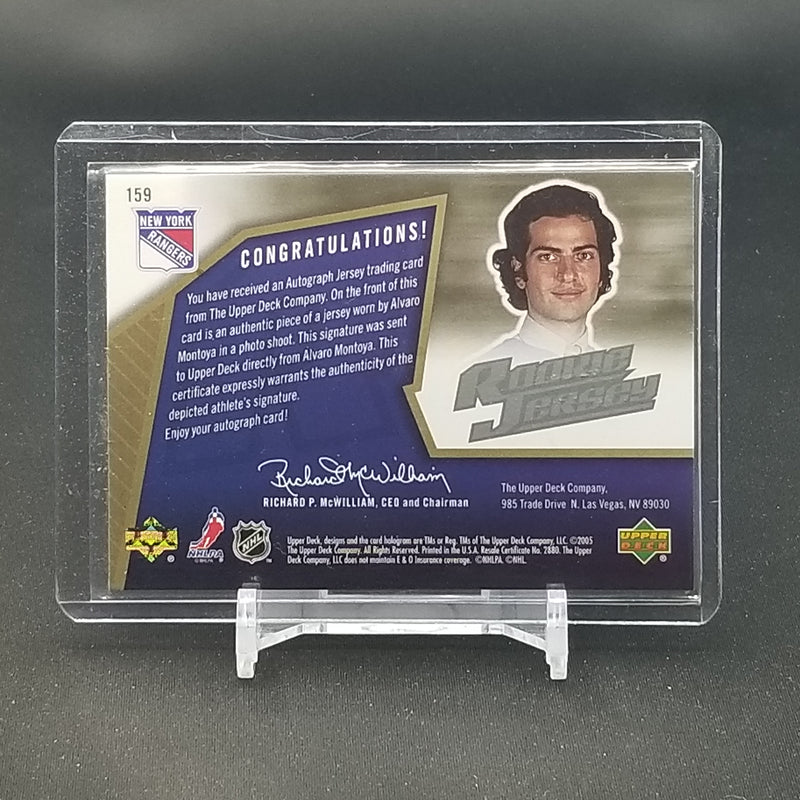 159
NEW YORK
RANGERS
CONGRATULATIONS!
You have received an Autograph Jersey trading card
from The Upper Deck Company. On the front of this
card is an authentic piece of a jersey worn by Alvaro
Montoya in a photo shoot. This signature was sent
to Upper Deck directly from Alvaro Montoya. This
certificate expressly warrants the authenticity of the
depicted athlete's signature.
Enjoy your autograph card!
Rookie
Jersey
Richard McWilliam
RICHARD P. McWILLIAM, CEO and Chairman
The Upper Deck Company,
985 Trade Drive N. Las Vegas, NV 89030
NHLPA
NHL
Upper Deck, designs and the card hologram are TMs or Reg. TMs of The Upper Deck Company, LLC. ©2005
The Upper Deck Company. All Rights Reserved. Printed in the U.S.A. Resale Certificate No. 2880. The Upper
Deck Company, LLC does not maintain E & O Insurance coverage. ©NHLPA. ©NHL.
UPPER
DECK